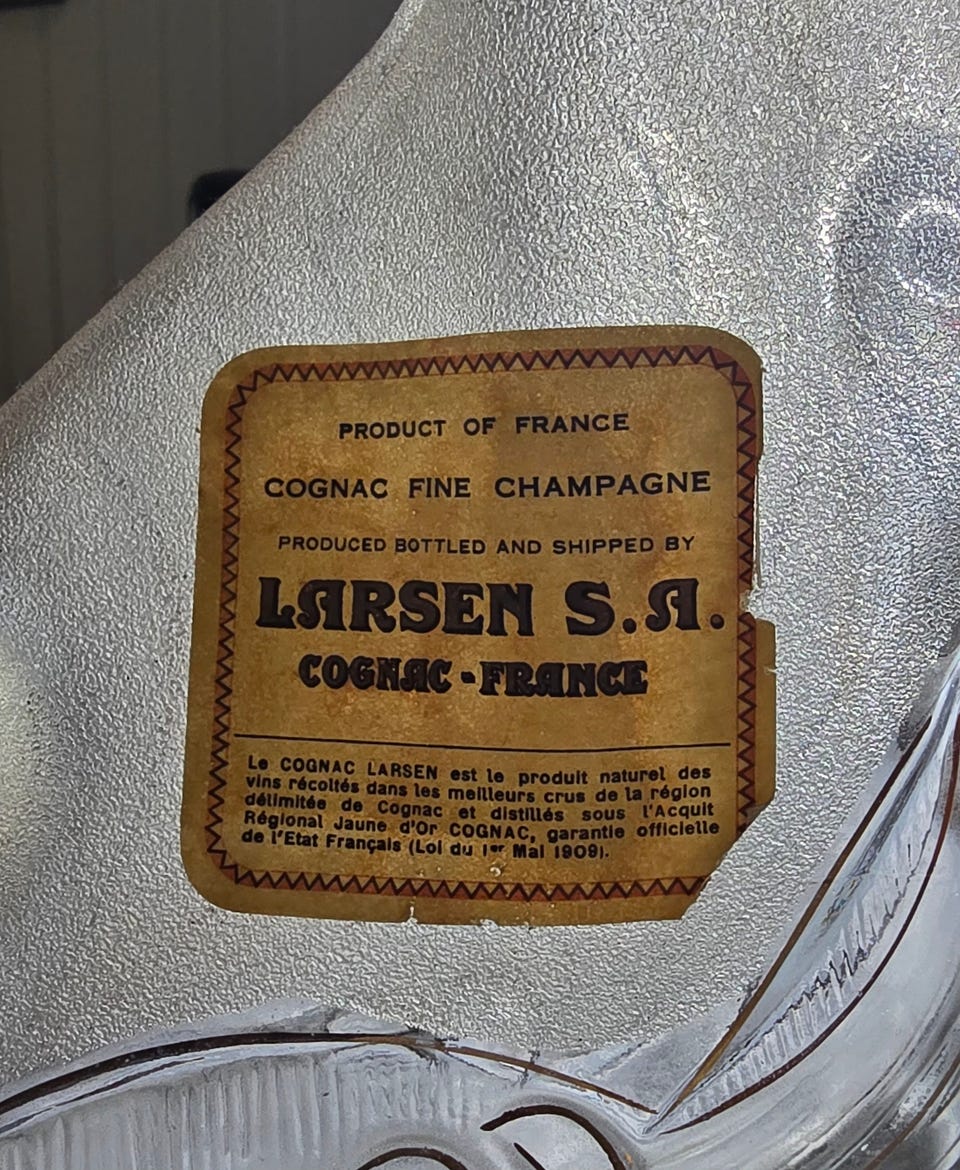 PRODUCT OF FRANCE
COGNAC FINE CHAMPAGNE
PRODUCED BOTTLED AND SHIPPED BY
LARSEN S.A.
COGNAC - FRANCE
Le COGNAC LARSEN est le produit naturel des
vins récoltés dans les meilleurs crus de la région
délimitée de Cognac et distillés sous l'Acquit
Régional Jaune d'Or COGNAC, garantie officielle
de l'Etat Français (Loi du 1er Mai 1909).